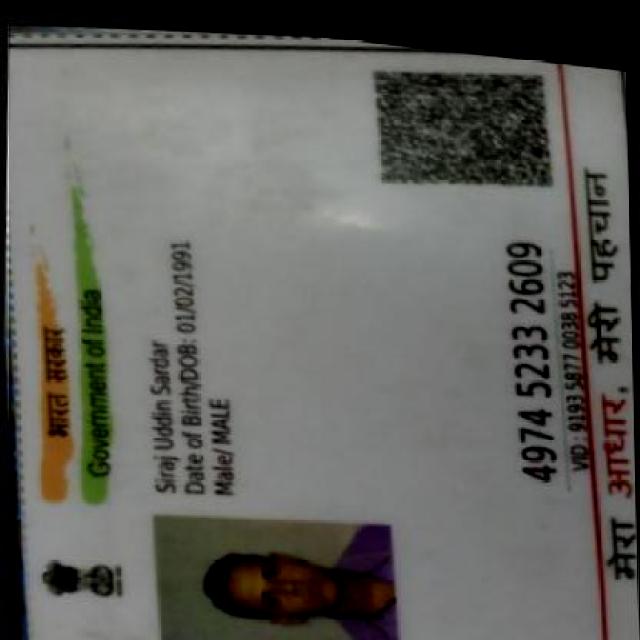 भारत सरकार
Government of India
Siraj Uddin Sardar
Date of Birth/DOB: 01/02/1991
Male/ MALE
4974 5233 2609
VID : 9193 5877 0038 5123
मेरा आधार, मेरी पहचान